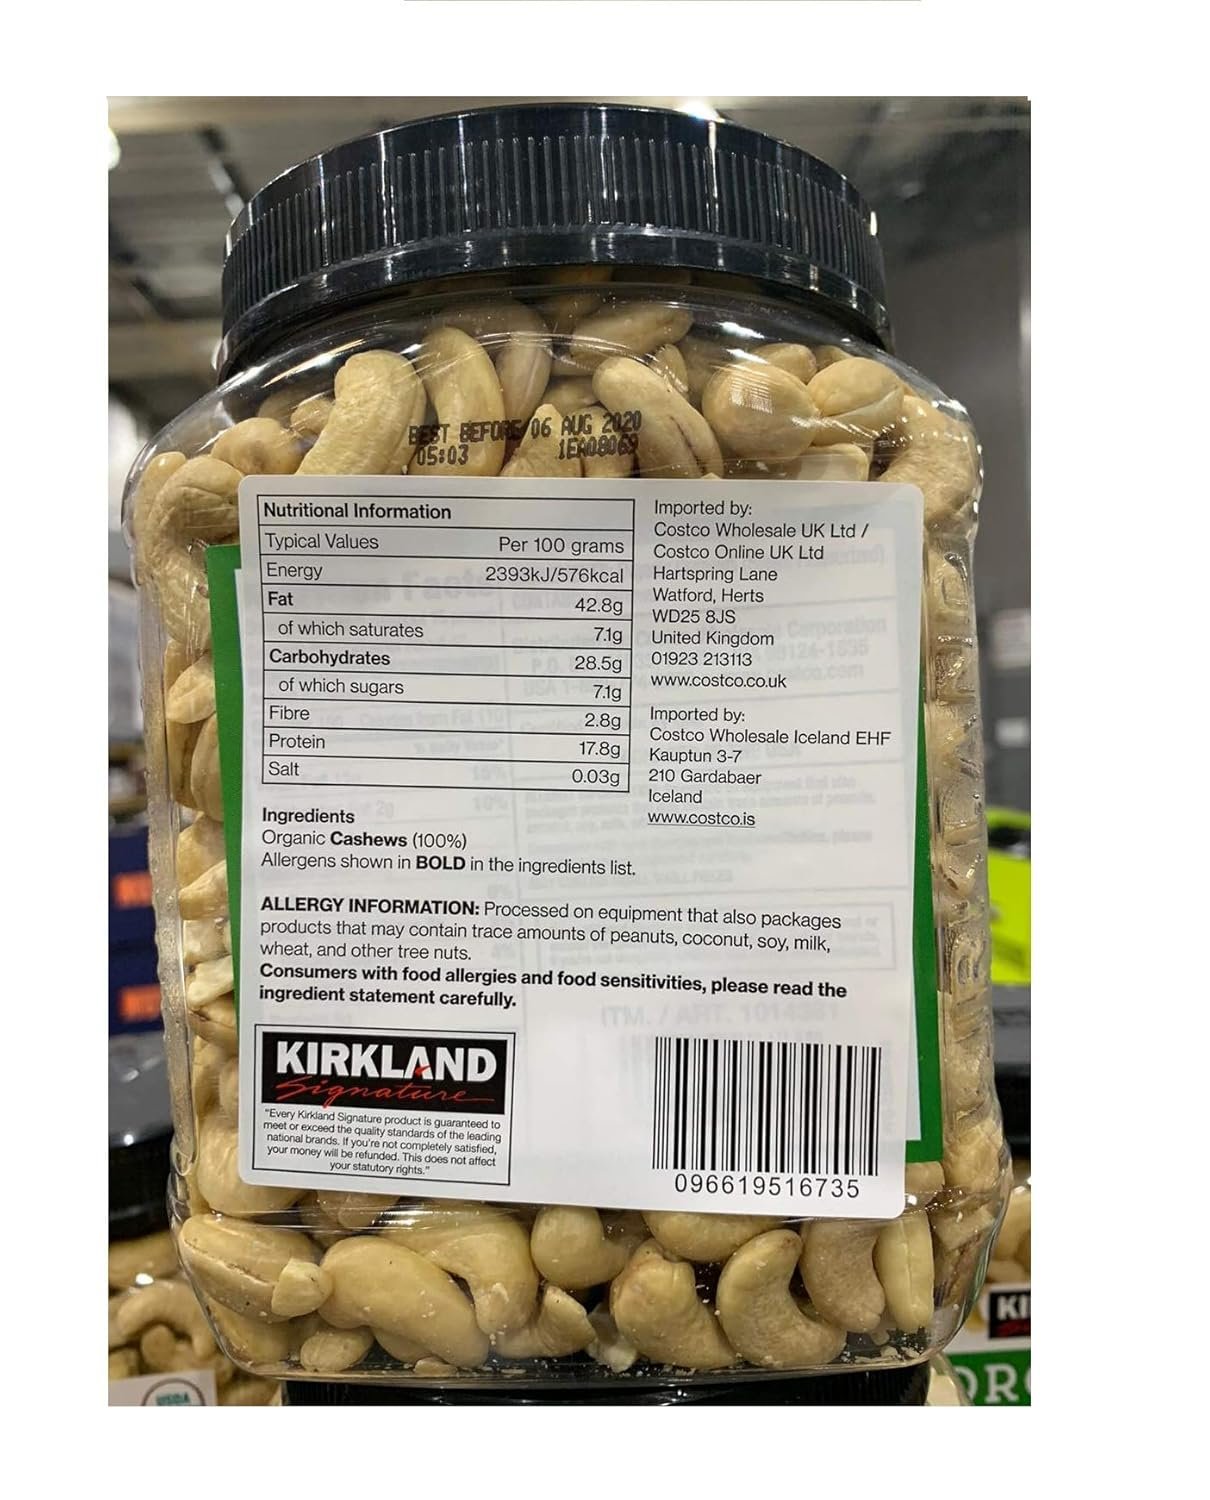 BEST BEFORE 06 AUG 2020
05:03 1EA08069
Nutritional Information
Typical Values Per 100 grams
Energy 2393kJ/576kcal
Fat 42.8g
of which saturates 7.1g
Carbohydrates 28.5g
of which sugars 7.1g
Fibre 2.8g
Protein 17.8g
Salt 0.03g
Imported by:
Costco Wholesale UK Ltd /
Costco Online UK Ltd
Hartspring Lane
Watford, Herts
WD25 8JS
United Kingdom
01923 213113
www.costco.co.uk
Imported by:
Costco Wholesale Iceland EHF
Kauptun 3-7
210 Gardabaer
Iceland
www.costco.is
Ingredients
Organic Cashews (100%)
Allergens shown in BOLD in the ingredients list.
ALLERGY INFORMATION: Processed on equipment that also packages
products that may contain trace amounts of peanuts, coconut, soy, milk,
wheat, and other tree nuts.
Consumers with food allergies and food sensitivities, please read the
ingredient statement carefully.
ITM. / ART. 1014381
KIRKLAND
Signature
"Every Kirkland Signature product is guaranteed to
meet or exceed the quality standards of the leading
national brands. If you're not completely satisfied,
your money will be refunded. This does not affect
your statutory rights."
096619516735
KIRKLAND
USDA
KI
OR